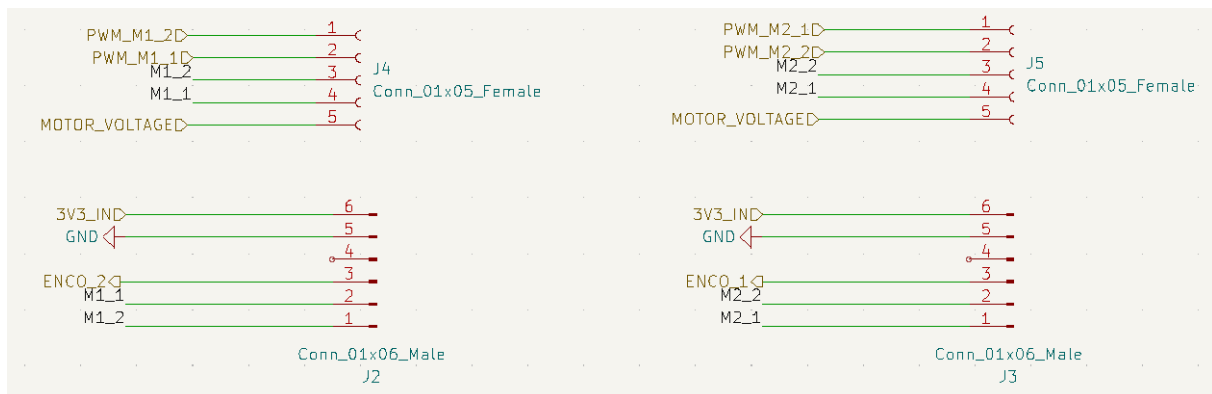 PWM_M1_2 1
PWM_M1_1 2
M1_2 3
M1_1 4
MOTOR_VOLTAGE 5
J4
Conn_01x05_Female
PWM_M2_1 1
PWM_M2_2 2
M2_2 3
M2_1 4
MOTOR_VOLTAGE 5
J5
Conn_01x05_Female
3V3_IN 6
GND 5
4
ENCO_2 3
M1_1 2
M1_2 1
Conn_01x06_Male
J2
3V3_IN 6
GND 5
4
ENCO_1 3
M2_2 2
M2_1 1
Conn_01x06_Male
J3